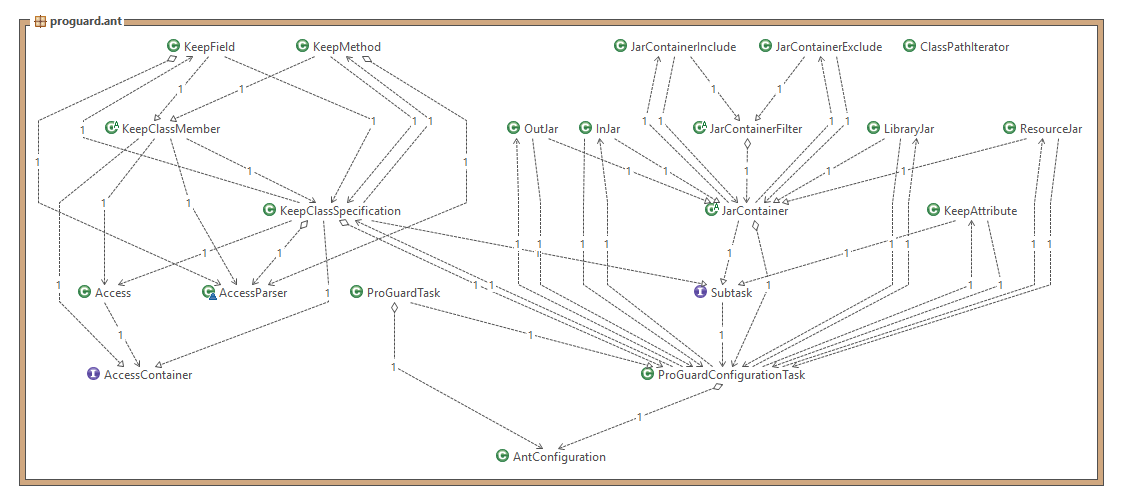 proguard.ant
C KeepField C KeepMethod C JarContainerInclude C JarContainerExclude C ClassPathIterator
1 1 1 1
1 1 1 1 1 1 1
C A KeepClassMember C OutJar C InJar C A JarContainerFilter C LibraryJar C ResourceJar
1 1
1 1 1 1 1 1
1 1
C KeepClassSpecification C A JarContainer C KeepAttribute
1 1 1 1 1 1 1 1 1 1 1 1 1
1 1 1 1 1 1
C Access C AccessParser C ProGuardTask I Subtask
1 1 1 1
1
I AccessContainer C ProGuardConfigurationTask
1
C AntConfiguration